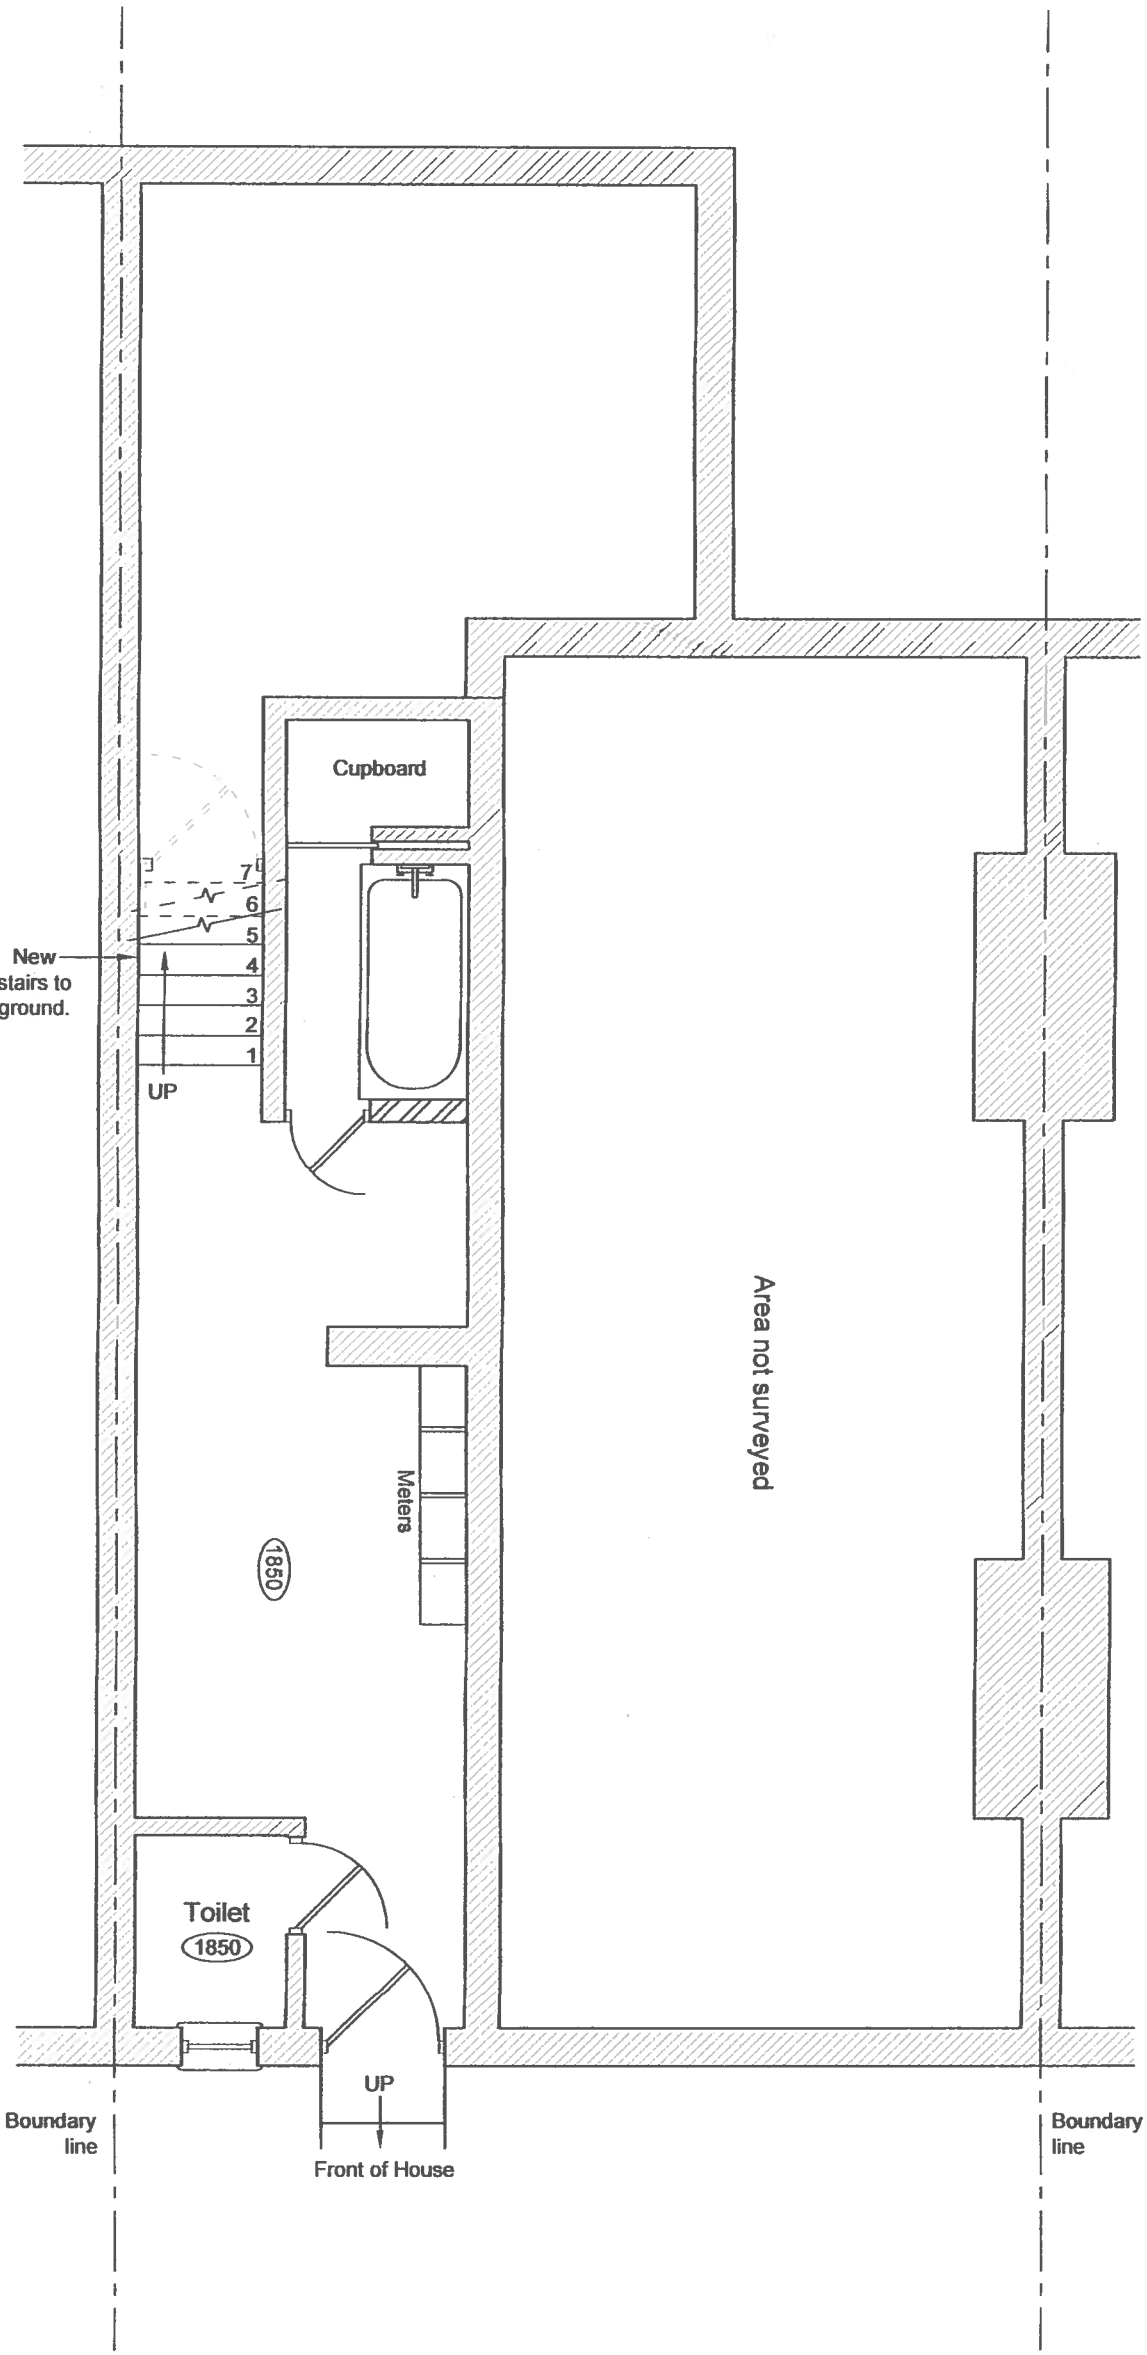 Cupboard
7
6
5
4
3
2
1
New
stairs to
ground.
UP
Area not surveyed
Meters
1850
Toilet
1850
UP
Front of House
Boundary
line
Boundary
line